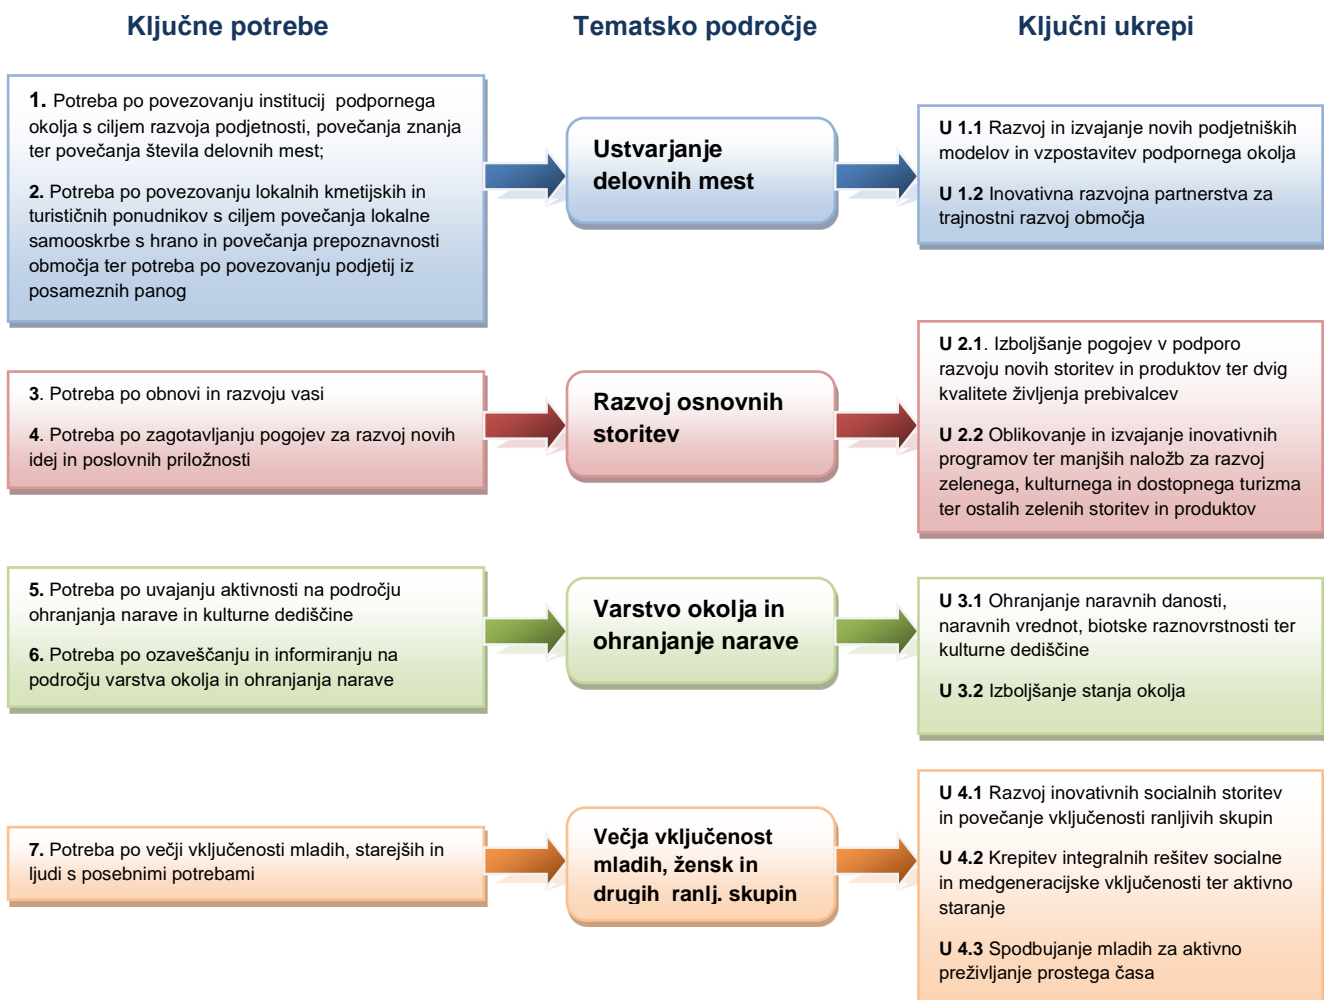 Ključne potrebe
Tematsko področje
Ključni ukrepi
1. Potreba po povezovanju institucij podpornega
okolja s ciljem razvoja podjetnosti, povečanja znanja
ter povečanja števila delovnih mest;
2. Potreba po povezovanju lokalnih kmetijskih in
turističnih ponudnikov s ciljem povečanja lokalne
samooskrbe s hrano in povečanja prepoznavnosti
območja ter potreba po povezovanju podjetij iz
posameznih panog
Ustvarjanje
delovnih mest
U 1.1 Razvoj in izvajanje novih podjetniških
modelov in vzpostavitev podpornega okolja
U 1.2 Inovativna razvojna partnerstva za
trajnostni razvoj območja
3. Potreba po obnovi in razvoju vasi
4. Potreba po zagotavljanju pogojev za razvoj novih
idej in poslovnih priložnosti
Razvoj osnovnih
storitev
U 2.1. Izboljšanje pogojev v podporo
razvoju novih storitev in produktov ter dvig
kvalitete življenja prebivalcev
U 2.2 Oblikovanje in izvajanje inovativnih
programov ter manjših naložb za razvoj
zelenega, kulturnega in dostopnega turizma
ter ostalih zelenih storitev in produktov
5. Potreba po uvajanju aktivnosti na področju
ohranjanja narave in kulturne dediščine
6. Potreba po ozaveščanju in informiranju na
področju varstva okolja in ohranjanja narave
Varstvo okolja in
ohranjanje narave
U 3.1 Ohranjanje naravnih danosti,
naravnih vrednot, biotske raznovrstnosti ter
kulturne dediščine
U 3.2 Izboljšanje stanja okolja
7. Potreba po večji vključenosti mladih, starejših in
ljudi s posebnimi potrebami
Večja vključenost
mladih, žensk in
drugih ranlj. skupin
U 4.1 Razvoj inovativnih socialnih storitev
in povečanje vključenosti ranljivih skupin
U 4.2 Krepitev integralnih rešitev socialne
in medgeneracijske vključenosti ter aktivno
staranje
U 4.3 Spodbujanje mladih za aktivno
preživljanje prostega časa